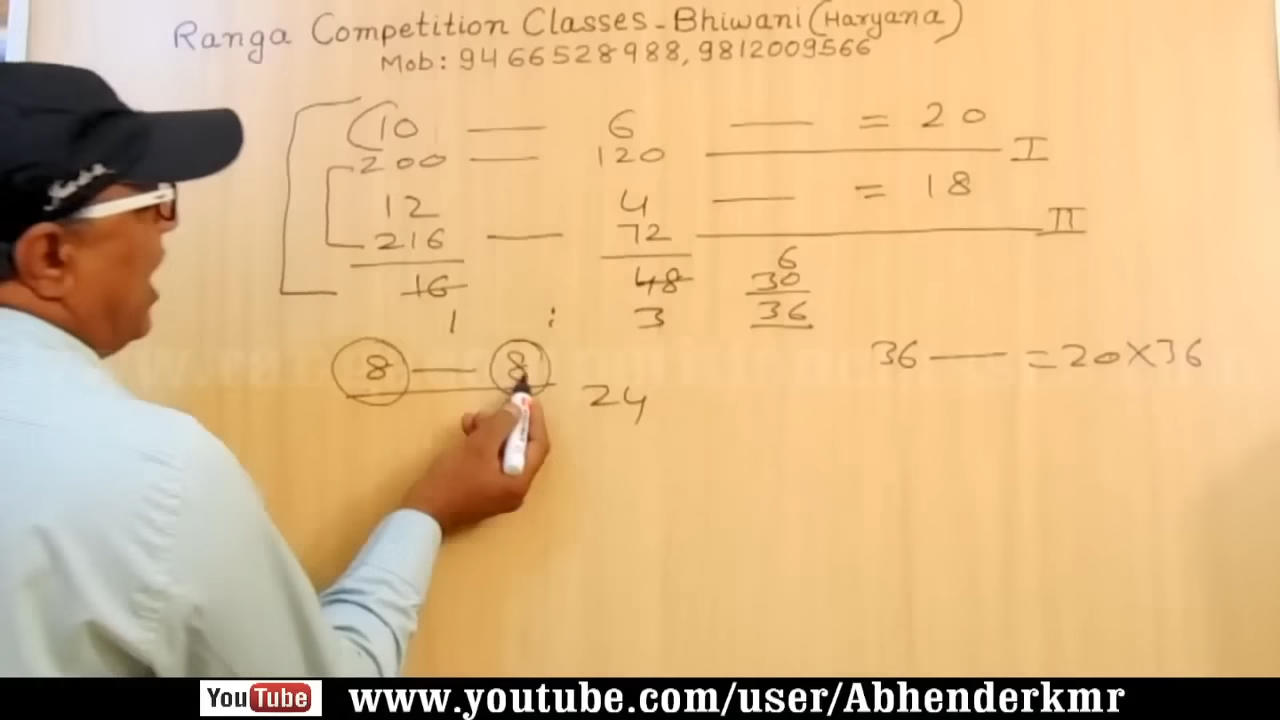 Ranga Competition Classes - Bhiwani (Haryana)
Mob: 9466528988, 9812009566
(10 — 6 — = 20
200 — 120 — I
12 4 — = 18
216 — 72 — II
16 48 6
30
1 : 3 36
8 — 8 36 — = 20×36
24
YouTube www.youtube.com/user/Abhenderkmr